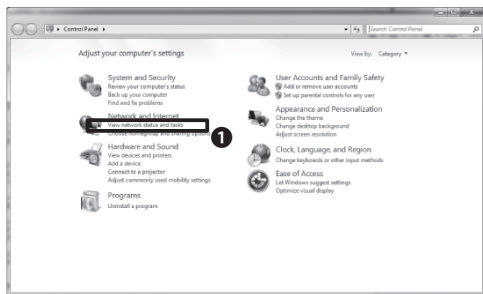 Control Panel
Search Control Panel
Adjust your computer's settings
View by: Category
System and Security
Review your computer's status
Back up your computer
Find and fix problems
Network and Internet
View network status and tasks
Choose homegroup and sharing options
1
Hardware and Sound
View devices and printers
Add a device
Connect to a projector
Adjust commonly used mobility settings
Programs
Uninstall a program
User Accounts and Family Safety
Add or remove user accounts
Set up parental controls for any user
Appearance and Personalization
Change the theme
Change desktop background
Adjust screen resolution
Clock, Language, and Region
Change keyboards or other input methods
Ease of Access
Let Windows suggest settings
Optimize visual display